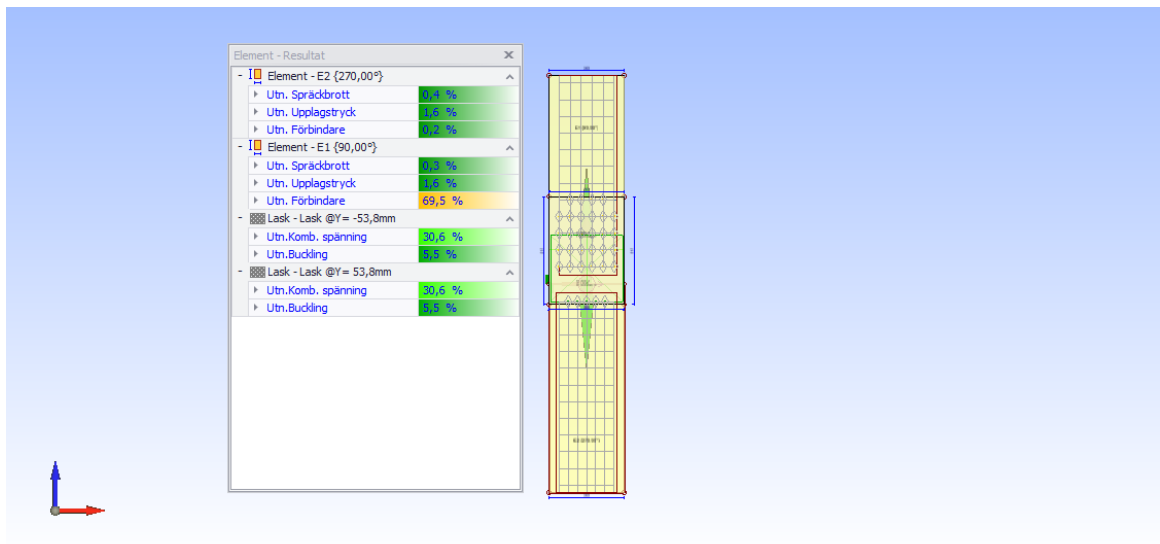 Element - Resultat
Element - E2 {270,00°}
Utn. Spräckbrott 0,4 %
Utn. Upplagstryck 1,6 %
Utn. Förbindare 0,2 %
Element - E1 {90,00°}
Utn. Spräckbrott 0,3 %
Utn. Upplagstryck 1,6 %
Utn. Förbindare 69,5 %
Lask - Lask @Y= -53,8mm
Utn.Komb. spänning 30,6 %
Utn.Buckling 5,5 %
Lask - Lask @Y= 53,8mm
Utn.Komb. spänning 30,6 %
Utn.Buckling 5,5 %